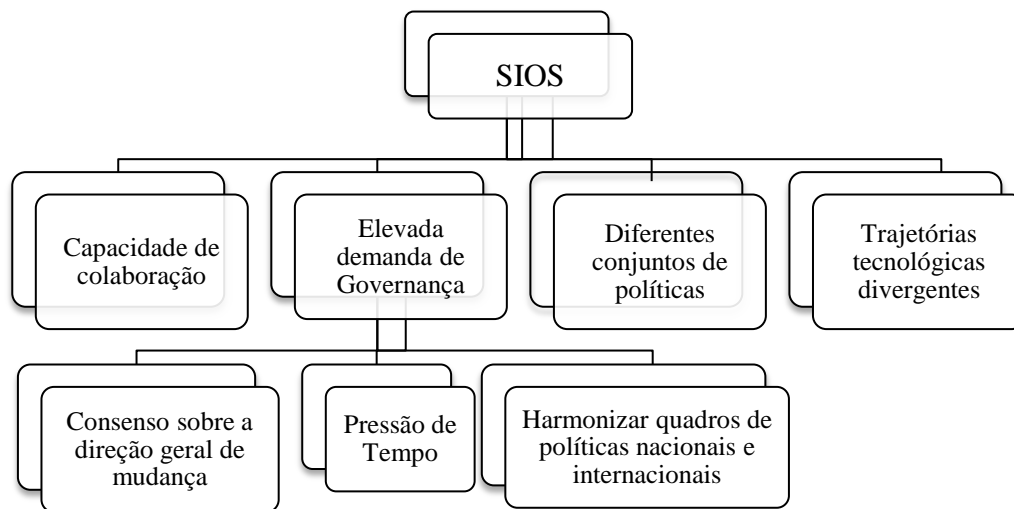 SIOS
Capacidade de
colaboração
Elevada
demanda de
Governança
Diferentes
conjuntos de
políticas
Trajetórias
tecnológicas
divergentes
Consenso sobre a
direção geral de
mudança
Pressão de
Tempo
Harmonizar quadros de
políticas nacionais e
internacionais